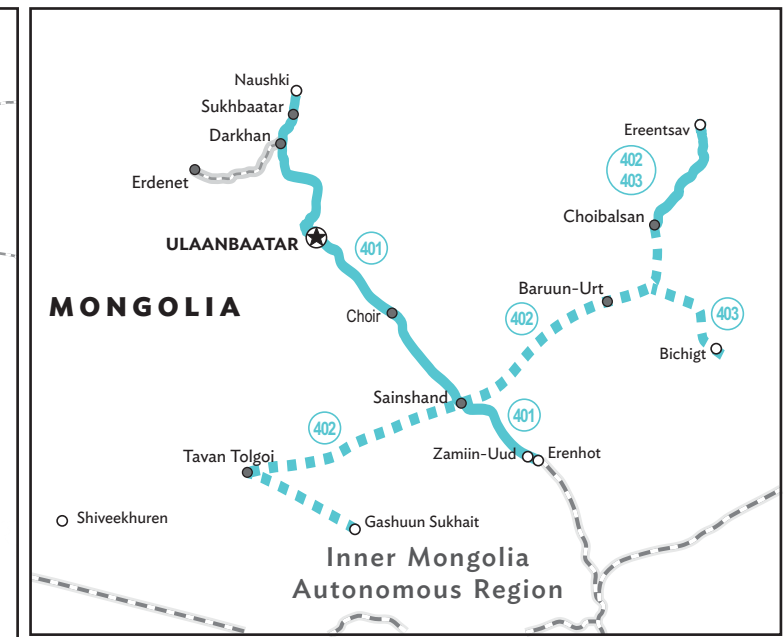 Naushki
Sukhbaatar
Darkhan
Erdenet
ULAANBAATAR
401
MONGOLIA
Choir
Ereentsav
402
403
Choibalsan
Baruun-Urt
402
403
Bichigt
Sainshand
401
402
Tavan Tolgoi
Zamiin-Uud
Erenhot
Shiveekhuren
Gashuun Sukhait
Inner Mongolia
Autonomous Region